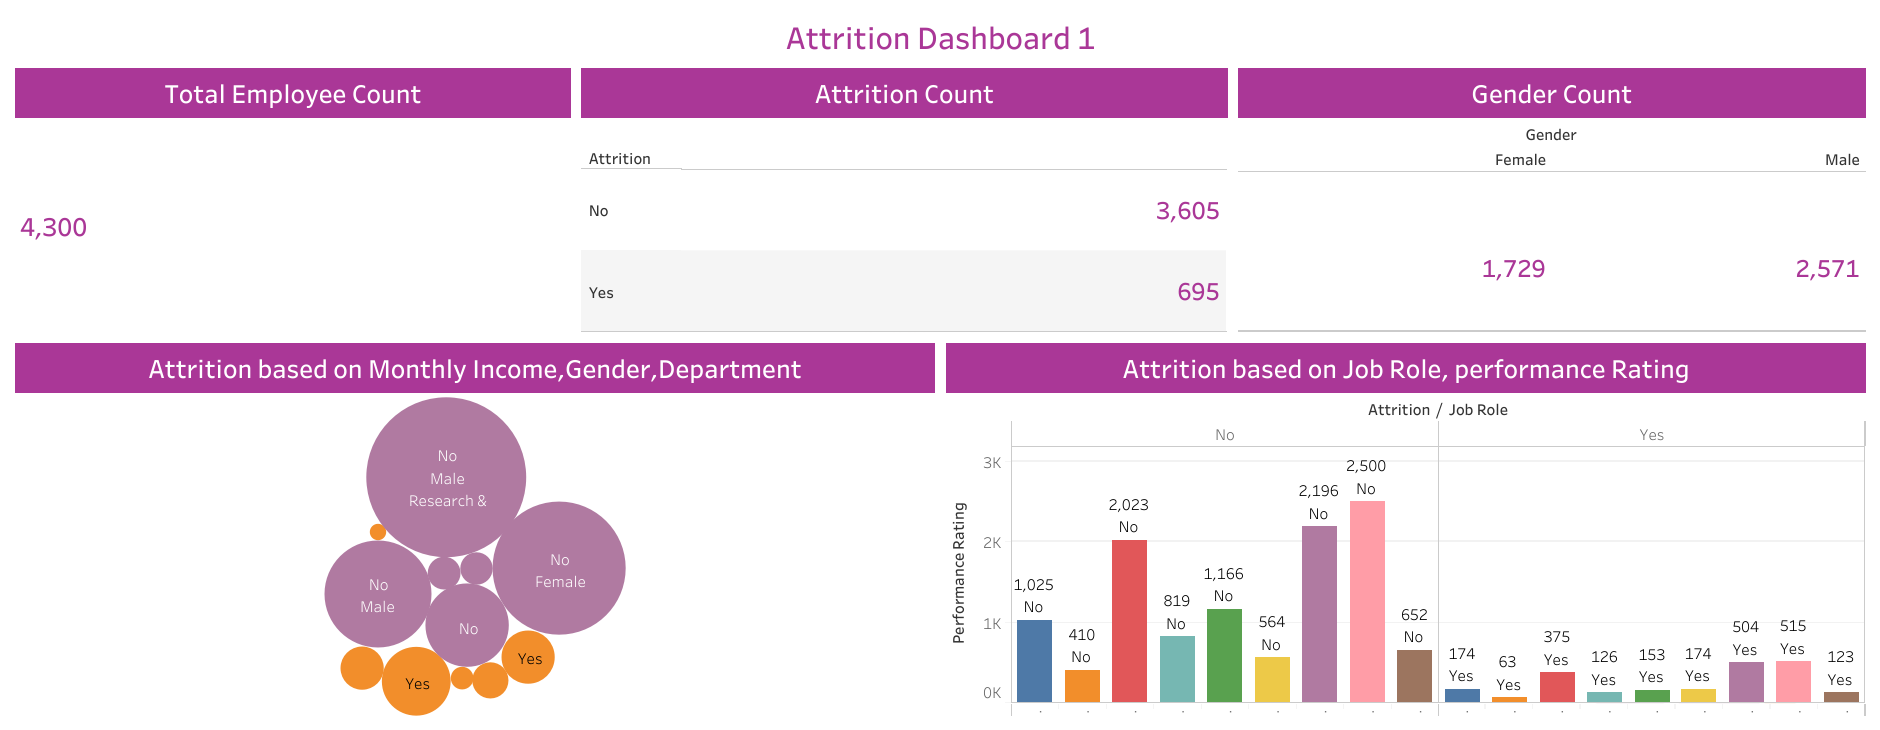 Attrition Dashboard 1
Total Employee Count
Attrition Count
Gender Count
4,300
Attrition
No
3,605
Yes
695
Gender
Female
Male
1,729
2,571
Attrition based on Monthly Income,Gender,Department
No
Male
Research &
No
Female
No
Male
No
Yes
Yes
Attrition based on Job Role, performance Rating
Attrition / Job Role
No
Yes
Performance Rating
3K
2K
1K
0K
1,025
No
410
No
2,023
No
819
No
1,166
No
564
No
2,196
No
2,500
No
652
No
174
Yes
63
Yes
375
Yes
126
Yes
153
Yes
174
Yes
504
Yes
515
Yes
123
Yes